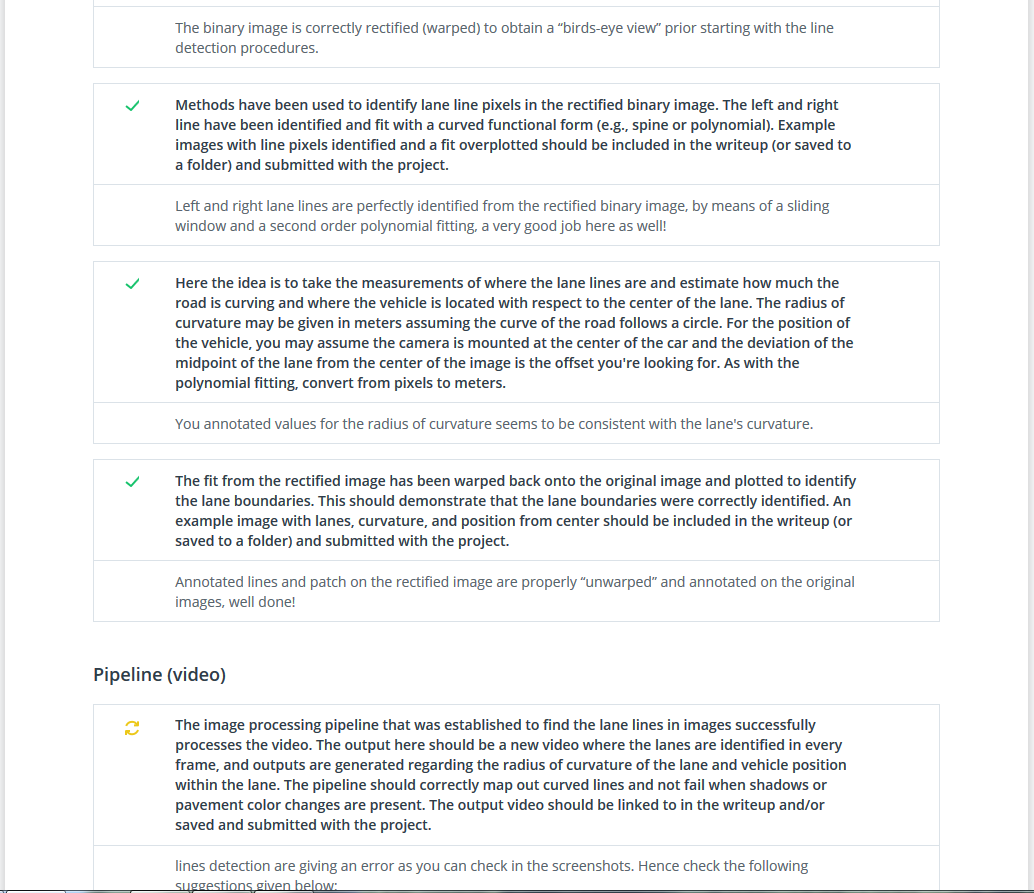 The binary image is correctly rectified (warped) to obtain a “birds-eye view” prior starting with the line
detection procedures.
Methods have been used to identify lane line pixels in the rectified binary image. The left and right
line have been identified and fit with a curved functional form (e.g., spine or polynomial). Example
images with line pixels identified and a fit overplotted should be included in the writeup (or saved to
a folder) and submitted with the project.
Left and right lane lines are perfectly identified from the rectified binary image, by means of a sliding
window and a second order polynomial fitting, a very good job here as well!
Here the idea is to take the measurements of where the lane lines are and estimate how much the
road is curving and where the vehicle is located with respect to the center of the lane. The radius of
curvature may be given in meters assuming the curve of the road follows a circle. For the position of
the vehicle, you may assume the camera is mounted at the center of the car and the deviation of the
midpoint of the lane from the center of the image is the offset you're looking for. As with the
polynomial fitting, convert from pixels to meters.
You annotated values for the radius of curvature seems to be consistent with the lane's curvature.
The fit from the rectified image has been warped back onto the original image and plotted to identify
the lane boundaries. This should demonstrate that the lane boundaries were correctly identified. An
example image with lanes, curvature, and position from center should be included in the writeup (or
saved to a folder) and submitted with the project.
Annotated lines and patch on the rectified image are properly “unwarped” and annotated on the original
images, well done!
Pipeline (video)
The image processing pipeline that was established to find the lane lines in images successfully
processes the video. The output here should be a new video where the lanes are identified in every
frame, and outputs are generated regarding the radius of curvature of the lane and vehicle position
within the lane. The pipeline should correctly map out curved lines and not fail when shadows or
pavement color changes are present. The output video should be linked to in the writeup and/or
saved and submitted with the project.
lines detection are giving an error as you can check in the screenshots. Hence check the following
suggestions given below: